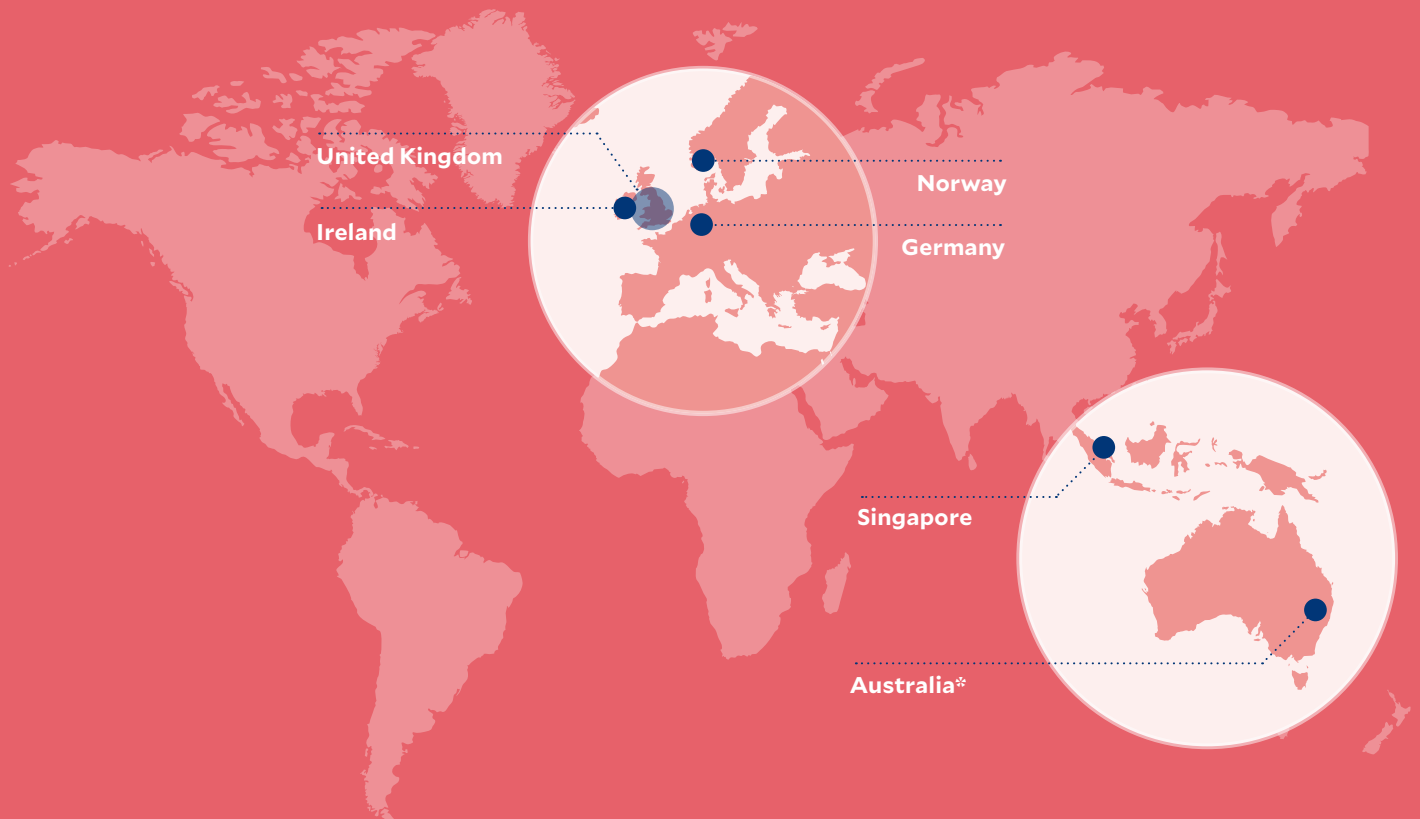 United Kingdom
Norway
Ireland
Germany
Singapore
Australia*